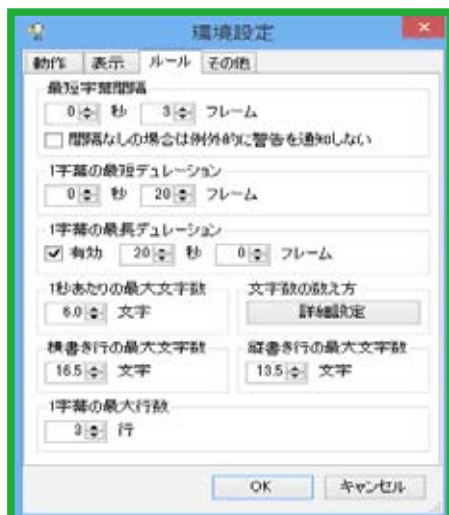 環境設定
動作 表示 ルール その他
最短字幕間隔
0 秒 3 フレーム
間隔なしの場合は例外的に警告を通知しない
1字幕の最短デュレーション
0 秒 20 フレーム
1字幕の最長デュレーション
有効 20 秒 0 フレーム
1秒あたりの最大文字数 文字数の数え方
6.0 文字 詳細設定
横書き行の最大文字数 縦書き行の最大文字数
16.5 文字 13.5 文字
1字幕の最大行数
3 行
OK キャンセル